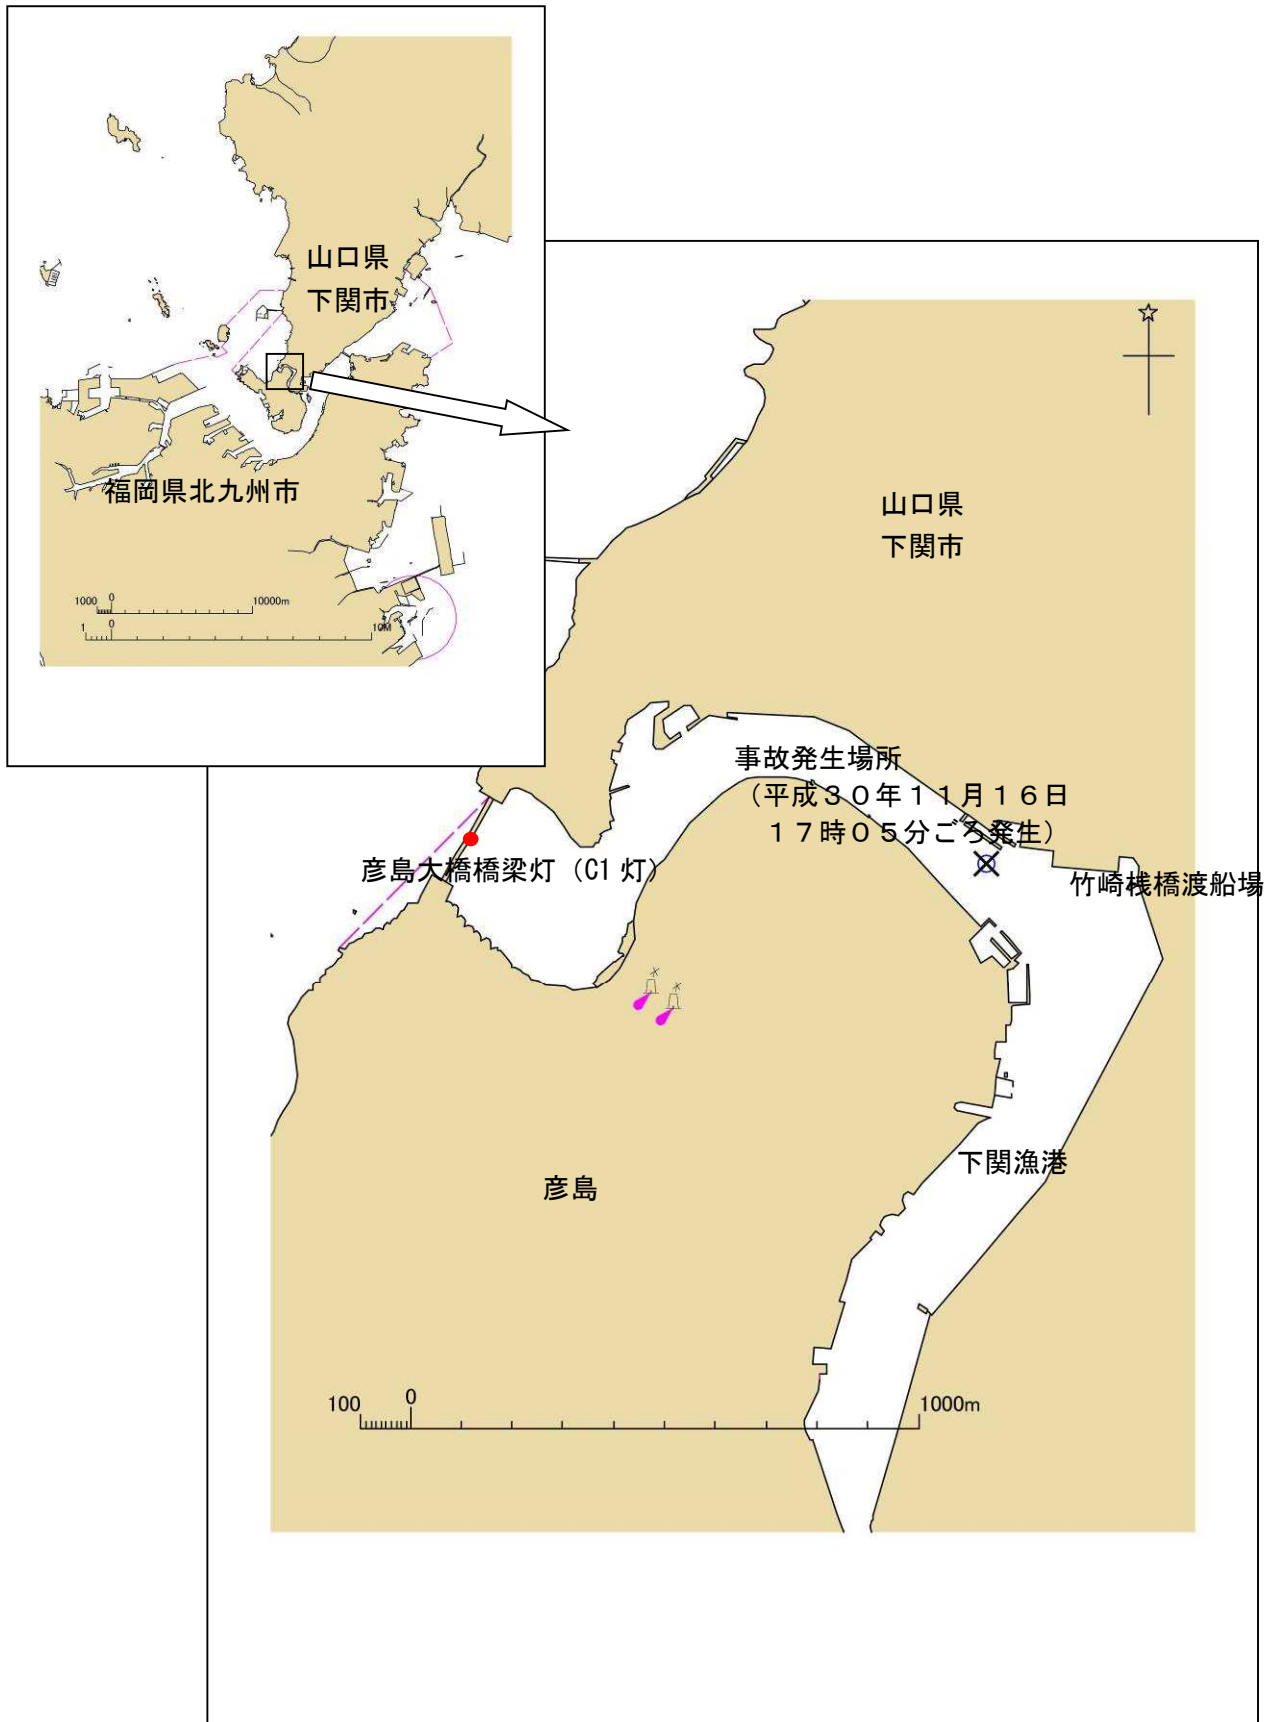 山口県
下関市
福岡県北九州市
1000 0 10000m
1 0 10M
山口県
下関市
事故発生場所
（平成３０年１１月１６日
１７時０５分ごろ発生）
彦島大橋橋梁灯（C1 灯）
竹崎桟橋渡船場
下関漁港
彦島
100 0 1000m